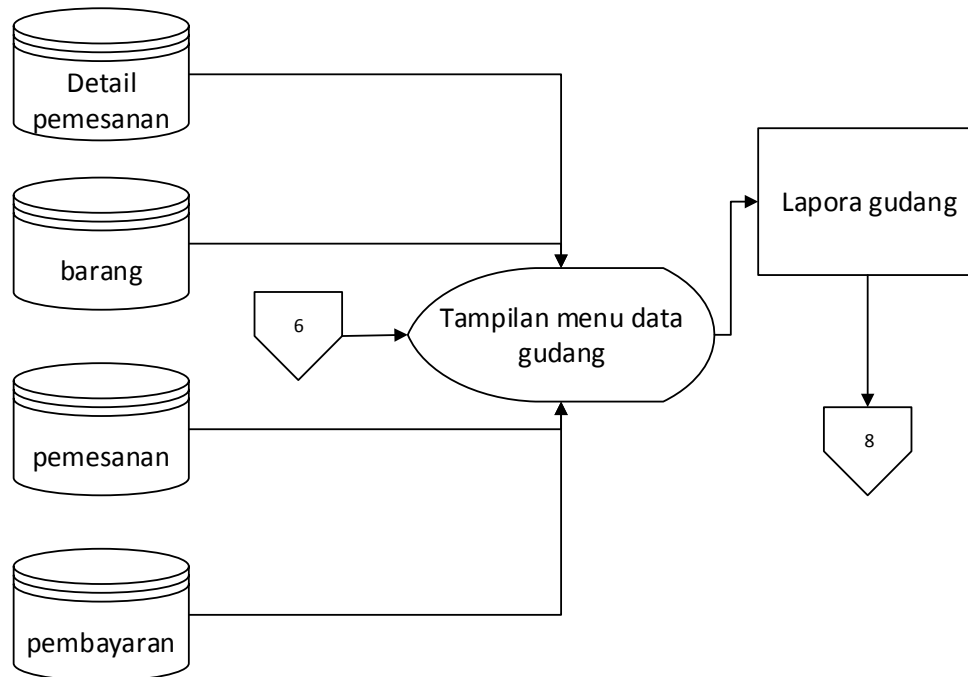 Detail
pemesanan
barang
6
Tampilan menu data
gudang
Lapora gudang
8
pemesanan
pembayaran